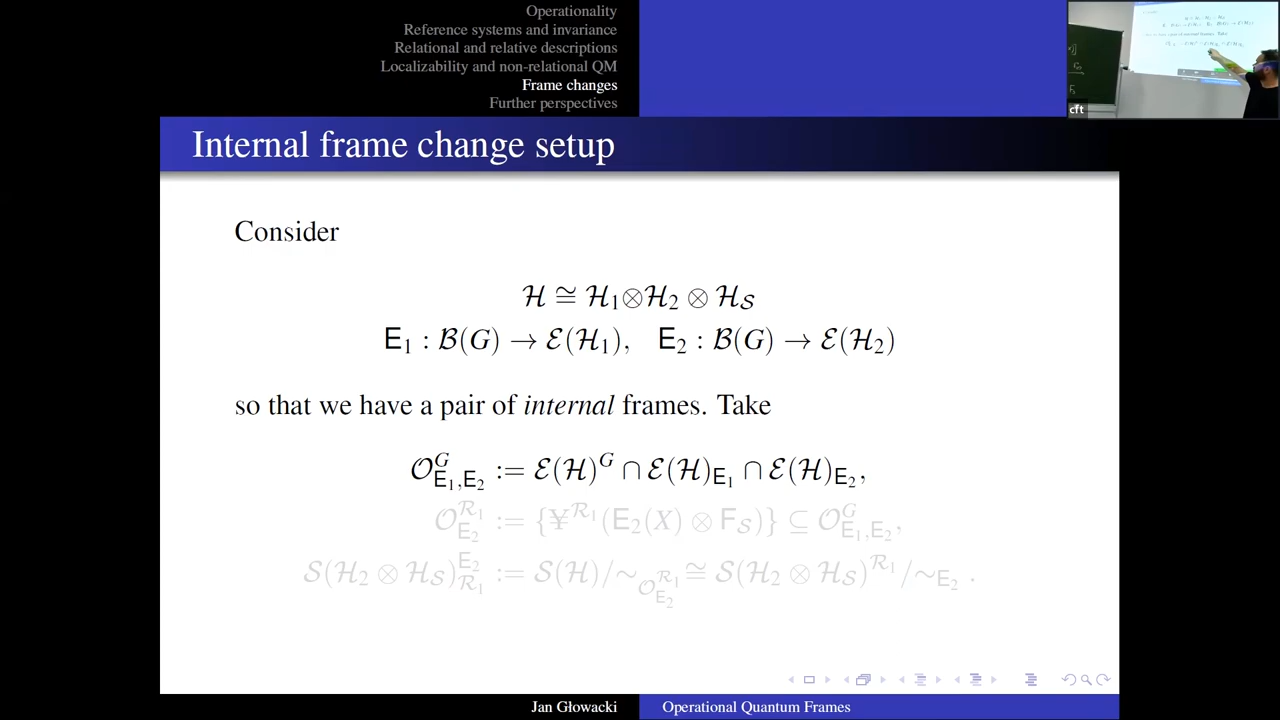 Operationality
Reference systems and invariance
Relational and relative descriptions
Localizability and non-relational QM
Frame changes
Further perspectives
cft
Internal frame change setup
Consider
ℋ ≅ ℋ₁⊗ℋ₂ ⊗ ℋ_𝒮
E₁ : ℬ(G) → ℰ(ℋ₁), E₂ : ℬ(G) → ℰ(ℋ₂)
so that we have a pair of internal frames. Take
𝒪^G_{E₁,E₂} := ℰ(ℋ)^G ∩ ℰ(ℋ)_{E₁} ∩ ℰ(ℋ)_{E₂},
𝒪^{ℛ₁}_{E₂} := {¥^{ℛ₁}(E₂(X) ⊗ F_𝒮)} ⊆ 𝒪^G_{E₁,E₂},
𝒮(ℋ₂ ⊗ ℋ_𝒮)^{E₂}_{ℛ₁} := 𝒮(ℋ)/∼_{𝒪^{ℛ₁}_{E₂}} ≅ 𝒮(ℋ₂ ⊗ ℋ_𝒮)^{ℛ₁}/∼_{E₂} .
Jan Głowacki
Operational Quantum Frames